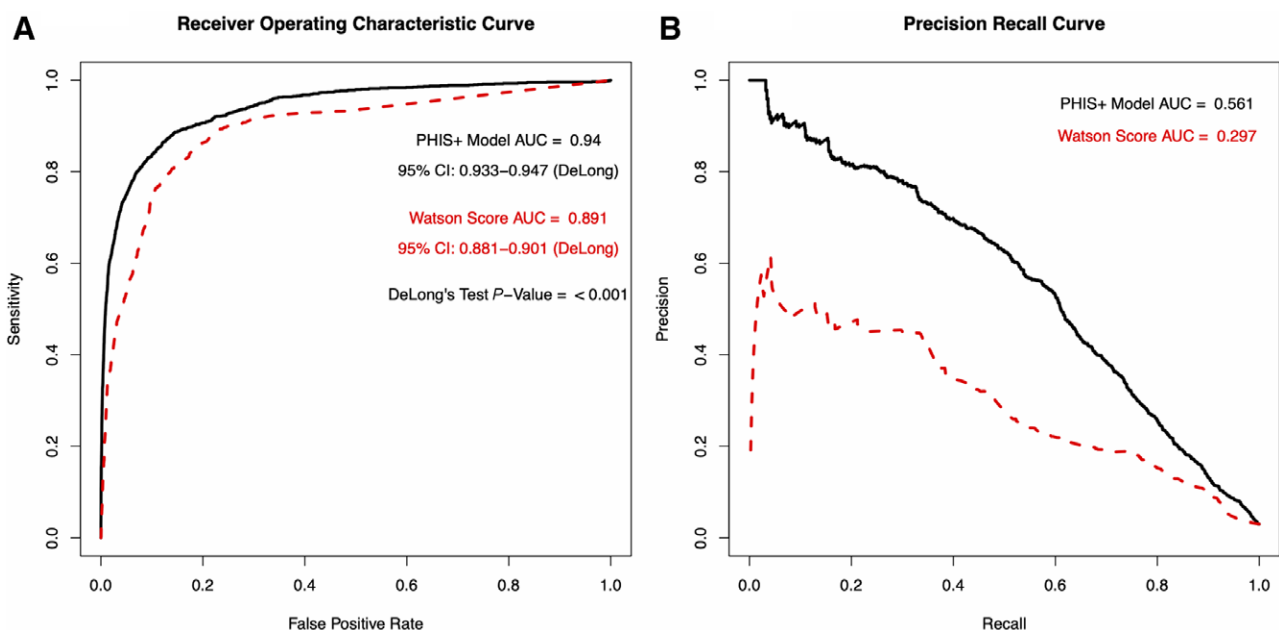 A
Receiver Operating Characteristic Curve
1.0
0.8
0.6
0.4
0.2
0.0
Sensitivity
PHIS+ Model AUC = 0.94
95% CI: 0.933–0.947 (DeLong)
Watson Score AUC = 0.891
95% CI: 0.881–0.901 (DeLong)
DeLong's Test P–Value = < 0.001
0.0 0.2 0.4 0.6 0.8 1.0
False Positive Rate
B
Precision Recall Curve
1.0
0.8
0.6
0.4
0.2
0.0
Precision
PHIS+ Model AUC = 0.561
Watson Score AUC = 0.297
0.0 0.2 0.4 0.6 0.8 1.0
Recall